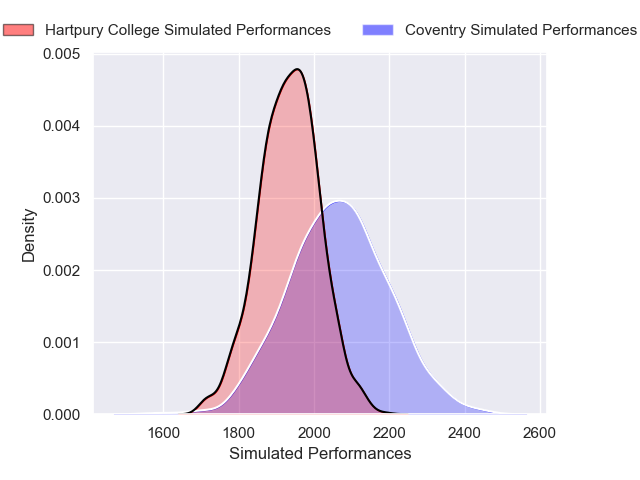 Hartpury College Simulated Performances Coventry Simulated Performances
0.005
0.004
0.003
0.002
0.001
0.000
Density
1600 1800 2000 2200 2400 2600
Simulated Performances